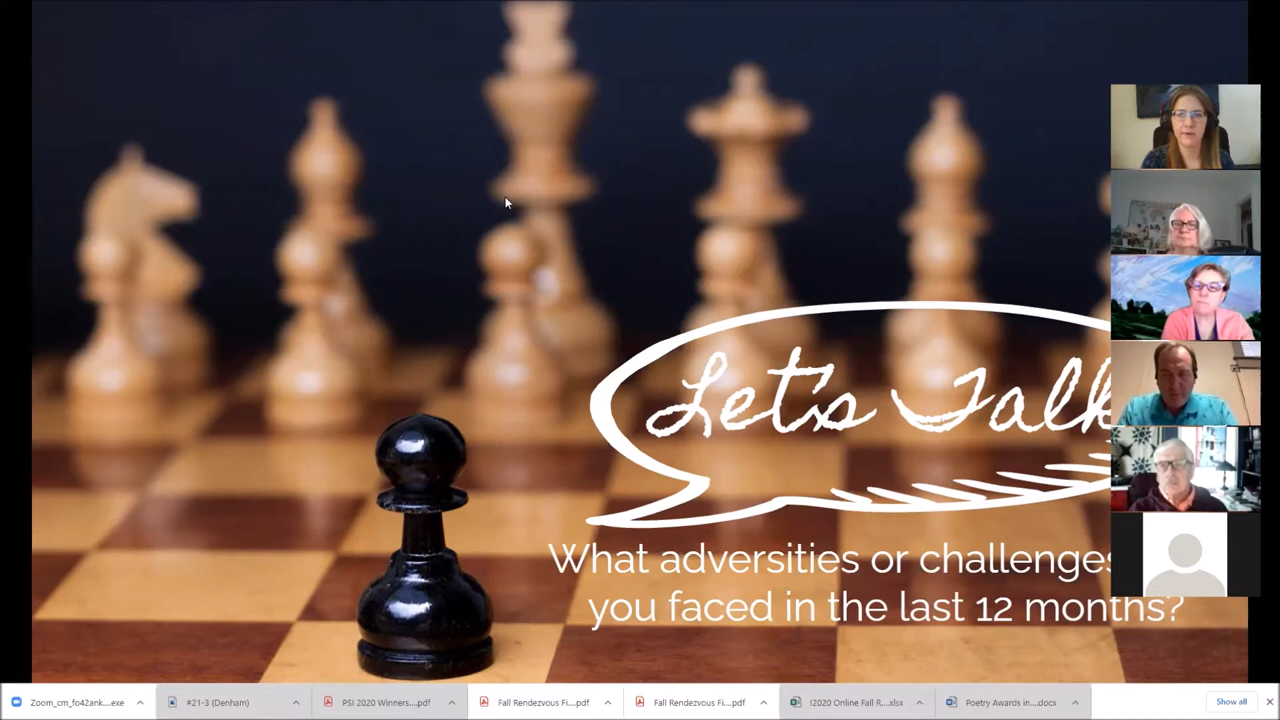 Let's Talk
What adversities or challenges
you faced in the last 12 months?
Zoom_cm_fo42ank....exe
#21-3 (Denham)
PSI 2020 Winners....pdf
Fall Rendezvous Fi....pdf
Fall Rendezvous Fi....pdf
!2020 Online Fall R....xlsx
Poetry Awards in....docx
Show all